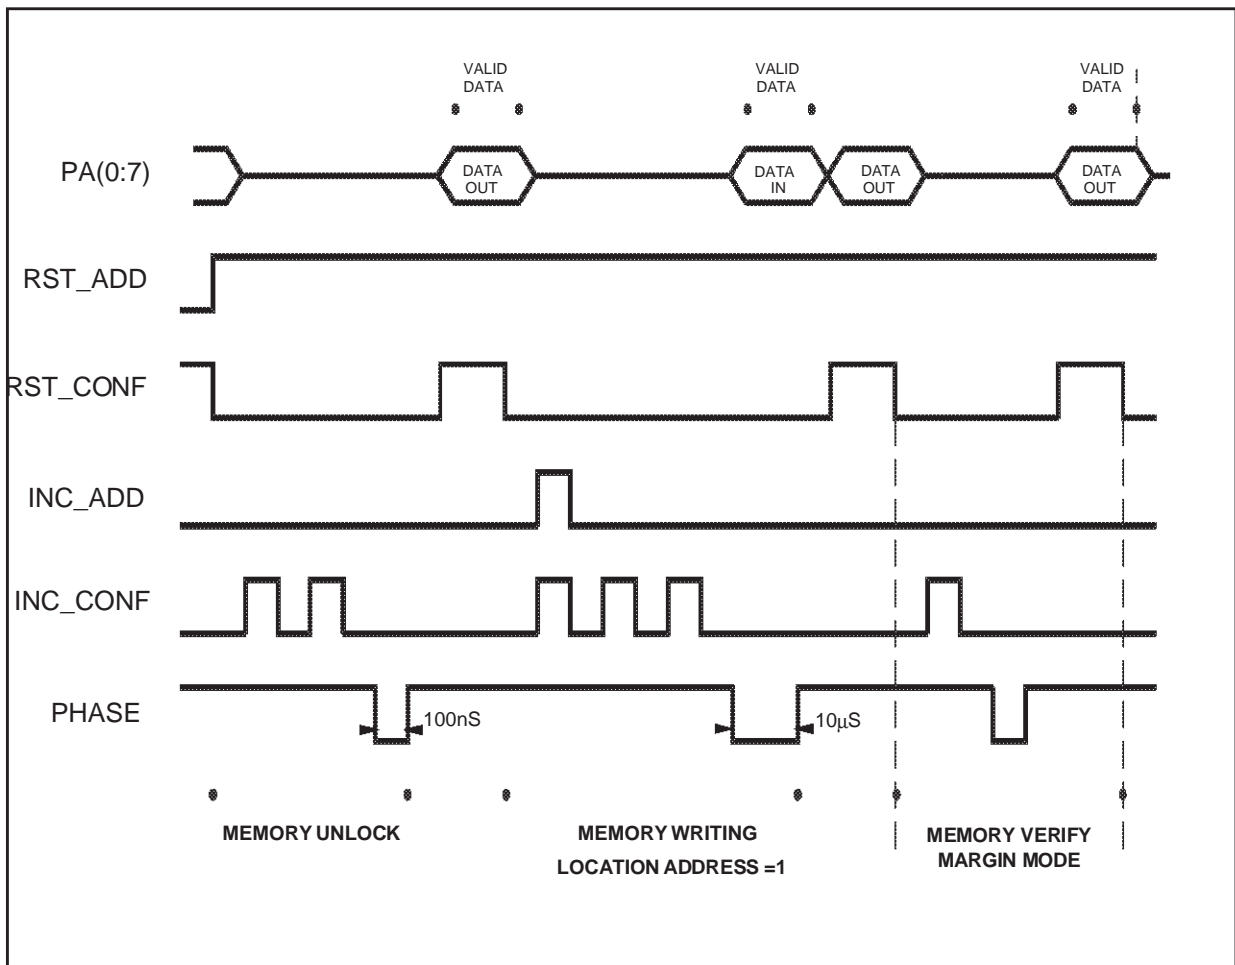 VALID
DATA
VALID
DATA
VALID
DATA
PA(0:7)
DATA
OUT
DATA
IN
DATA
OUT
DATA
OUT
RST_ADD
RST_CONF
INC_ADD
INC_CONF
PHASE
100nS
10μS
MEMORY UNLOCK
MEMORY WRITING
LOCATION ADDRESS =1
MEMORY VERIFY
MARGIN MODE